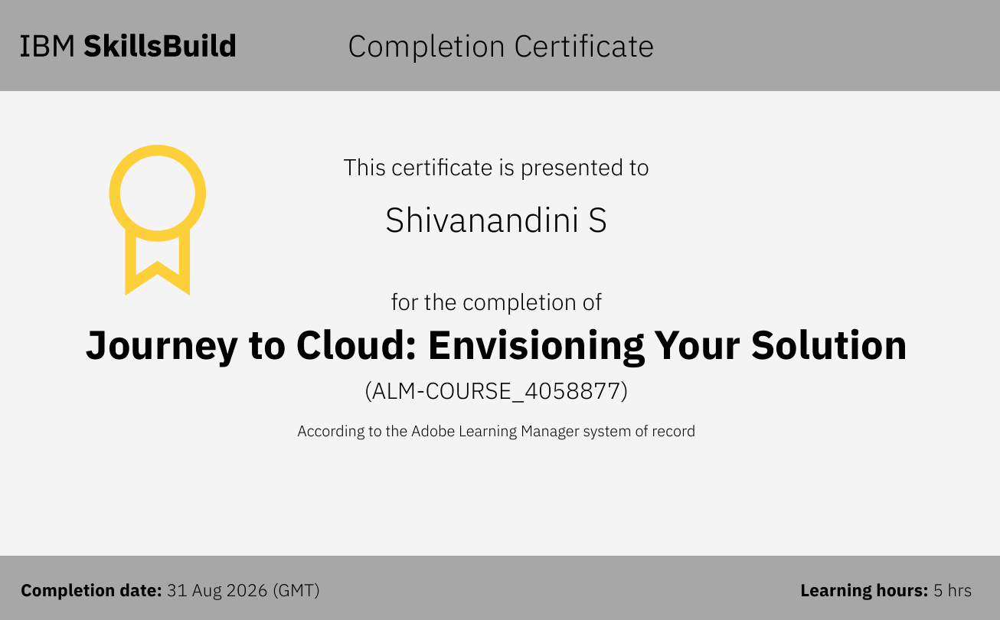 IBM SkillsBuild
Completion Certificate
This certificate is presented to
Shivanandini S
for the completion of
Journey to Cloud: Envisioning Your Solution
(ALM-COURSE_4058877)
According to the Adobe Learning Manager system of record
Completion date: 31 Aug 2026 (GMT)
Learning hours: 5 hrs